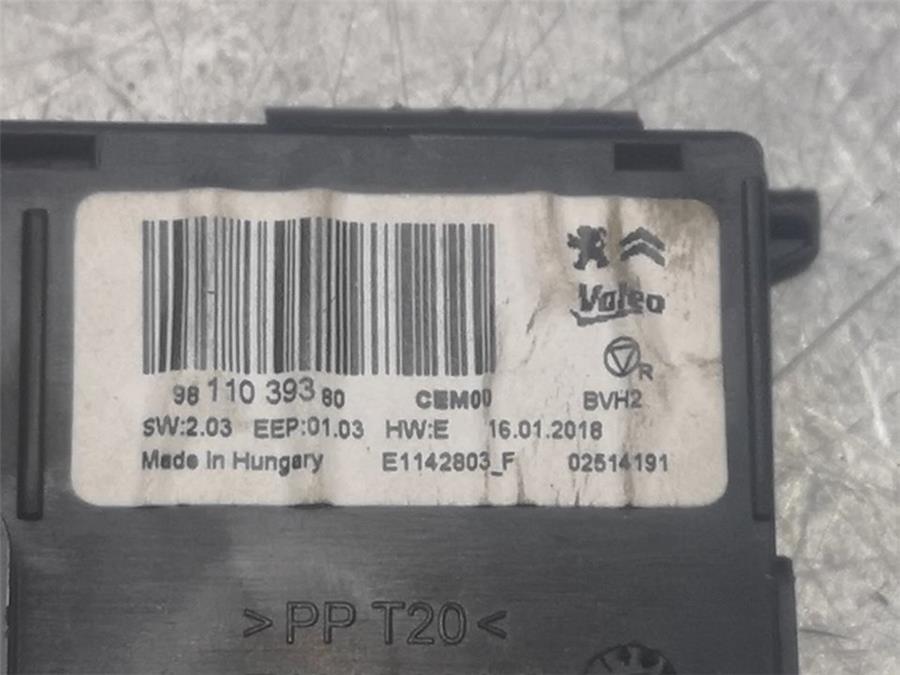 Valeo
R
98 110 393 80 CEM00 BVH2
SW:2.03 EEP:01.03 HW:E 16.01.2018
Made in Hungary E1142803_F 02514191
>PP T20<